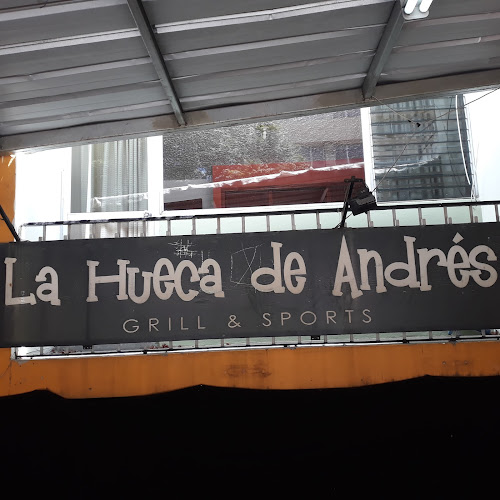 La Hueca de Andrés
GRILL & SPORTS